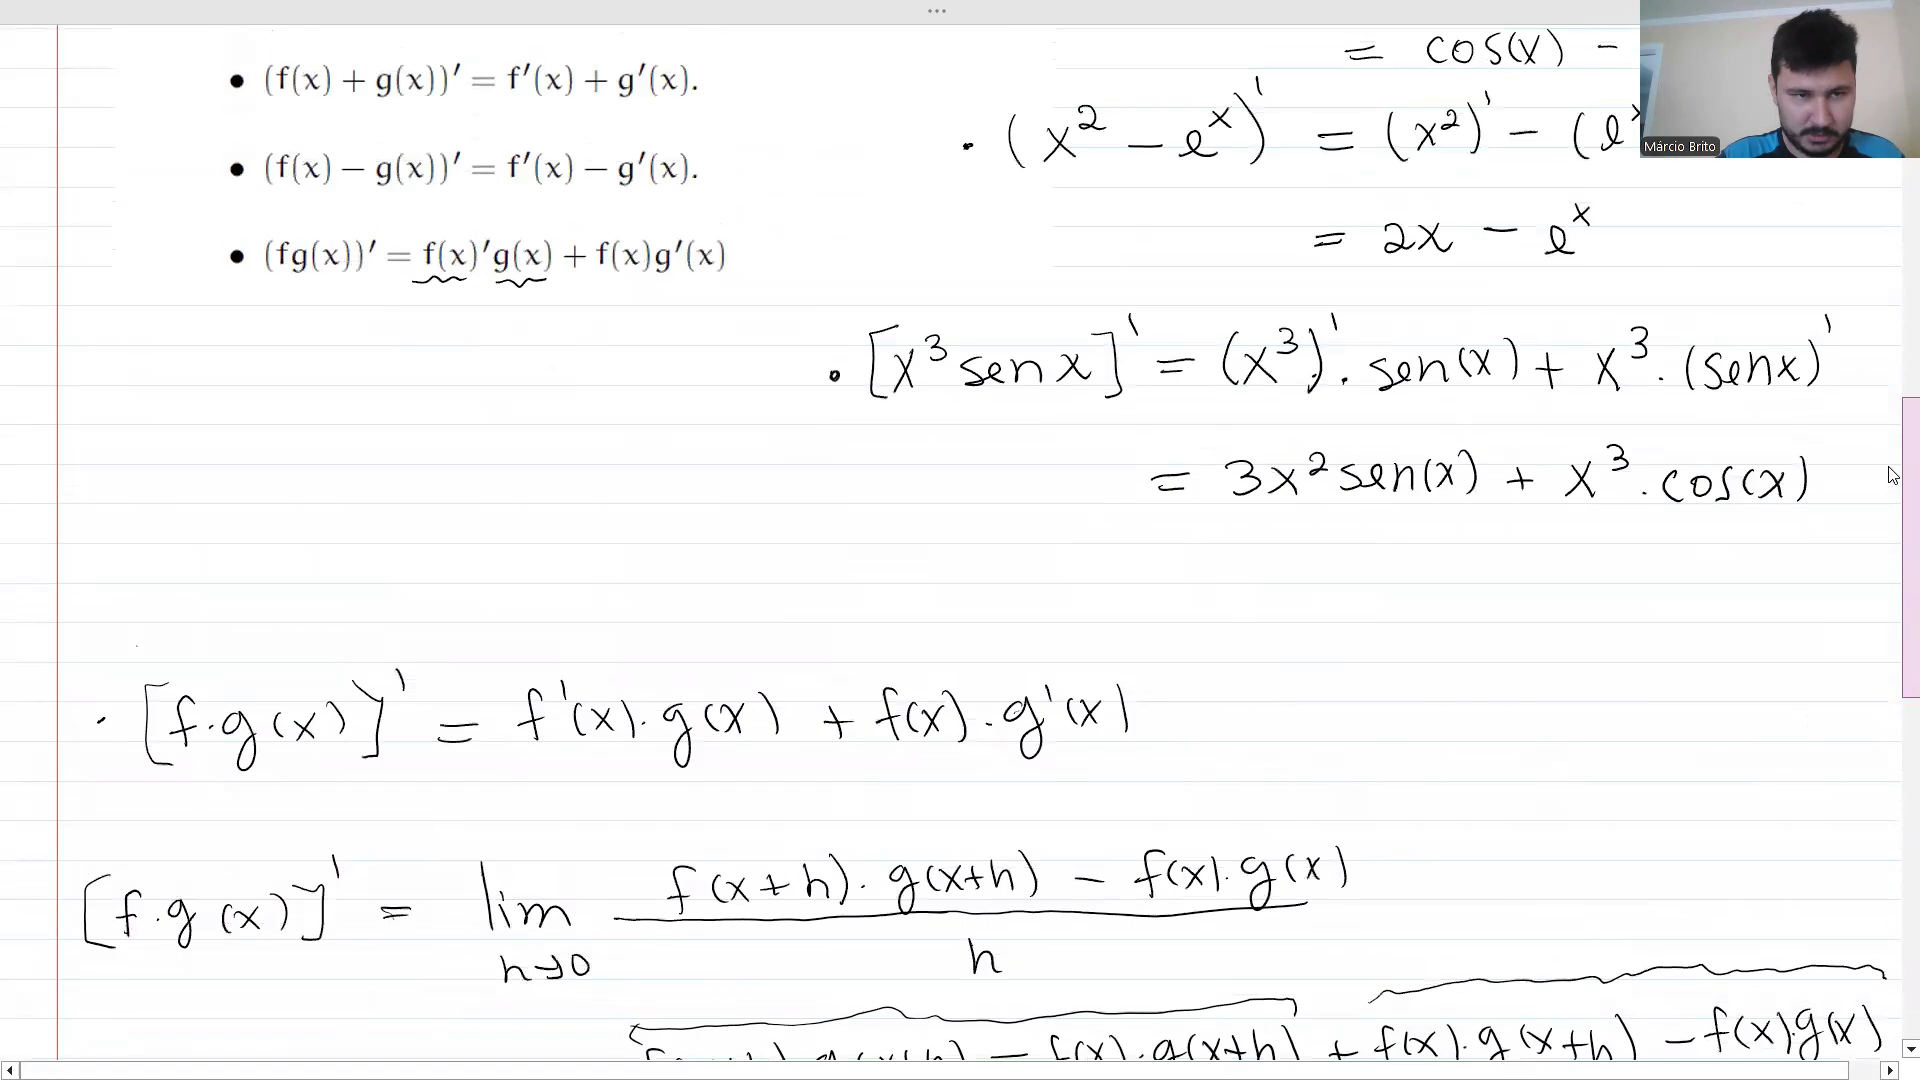 • (f(x) + g(x))′ = f′(x) + g′(x).
• (f(x) − g(x))′ = f′(x) − g′(x).
• (fg(x))′ = f(x)′g(x) + f(x)g′(x)
= cos(x) −
• (x² − eˣ)' = (x²)' − (eˣ
= 2x − eˣ
Márcio Brito
• [x³ sen x]' = (x³)' · sen(x) + x³ · (sen x)'
= 3x² sen(x) + x³ · cos(x)
• [f·g(x)]' = f'(x)·g(x) + f(x)·g'(x)
[f·g(x)]' = lim h→0 f(x+h)·g(x+h) − f(x)·g(x)
h
g(x+h) − f(x)·g(x+h) + f(x)·g(x+h) − f(x)g(x)